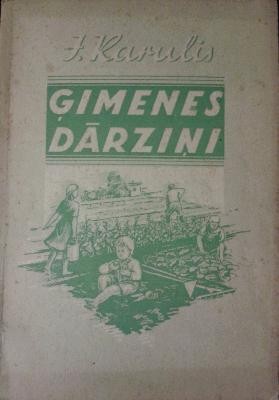 J. Karulis
ĢIMENES
DĀRZIŅI